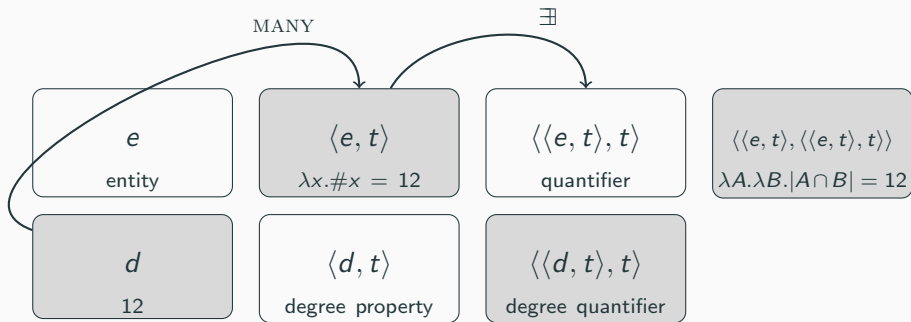 MANY
∃∃
e
entity
⟨e, t⟩
λx.#x = 12
⟨⟨e, t⟩, t⟩
quantifier
⟨⟨e, t⟩, ⟨⟨e, t⟩, t⟩⟩
λA.λB.|A ∩ B| = 12
d
12
⟨d, t⟩
degree property
⟨⟨d, t⟩, t⟩
degree quantifier